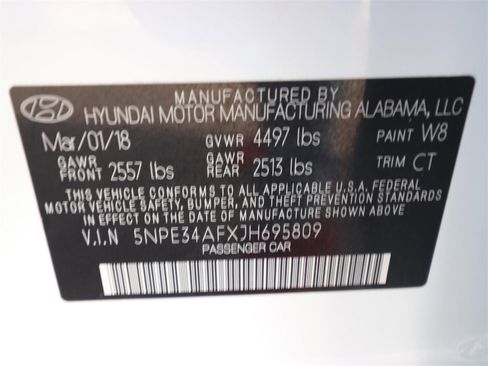 MANUFACTURED BY
HYUNDAI MOTOR MANUFACTURING ALABAMA, LLC
Mar/01/18 GVWR 4497 lbs PAINT W8
GAWR FRONT 2557 lbs GAWR REAR 2513 lbs TRIM CT
THIS VEHICLE CONFORMS TO ALL APPLICABLE U.S.A. FEDERAL
MOTOR VEHICLE SAFETY, BUMPER, AND THEFT PREVENTION STANDARDS
IN EFFECT ON THE DATE OF MANUFACTURE SHOWN ABOVE.
V.I.N 5NPE34AFXJH695809
PASSENGER CAR